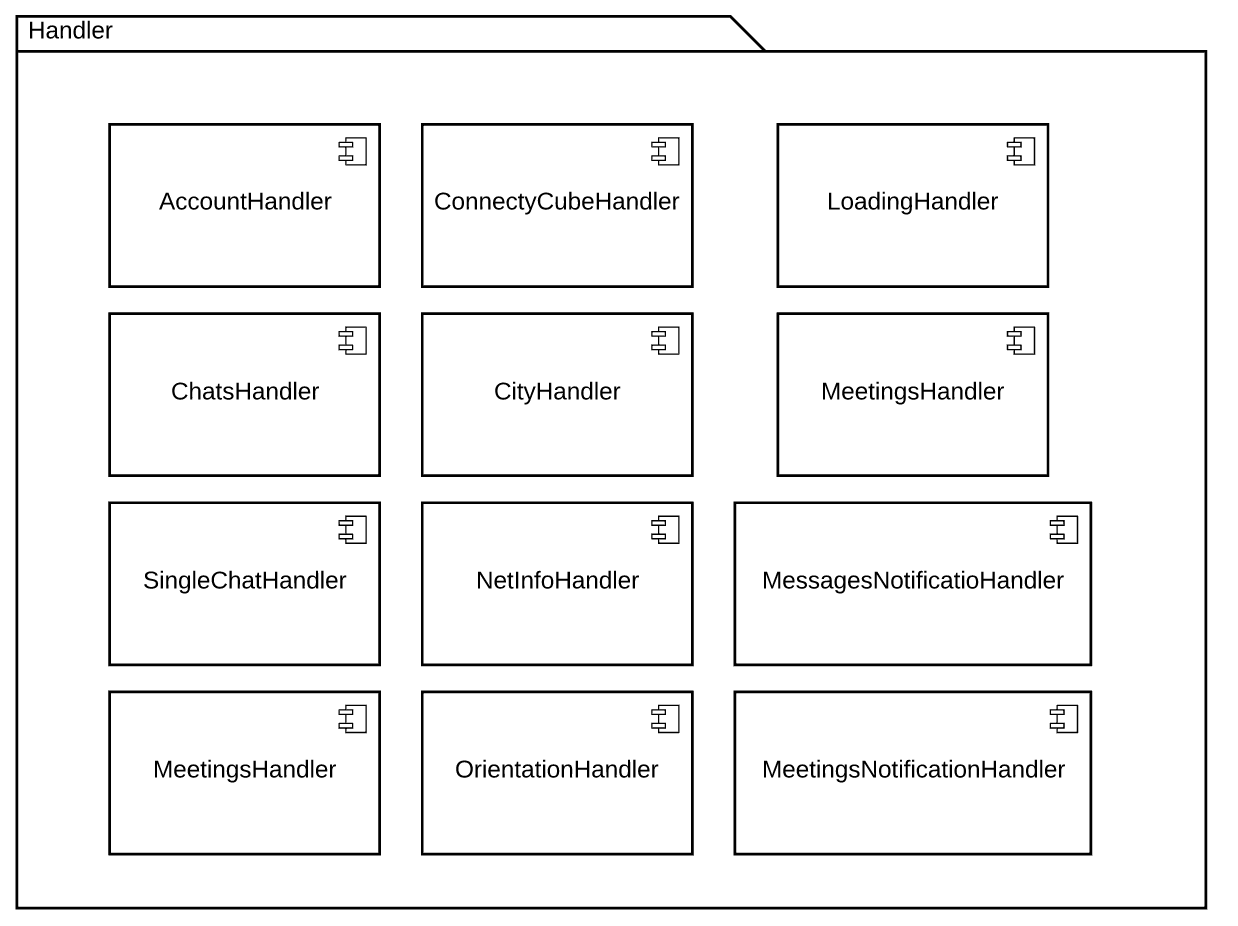 Handler
AccountHandler
ConnectyCubeHandler
LoadingHandler
ChatsHandler
CityHandler
MeetingsHandler
SingleChatHandler
NetInfoHandler
MessagesNotificatioHandler
MeetingsHandler
OrientationHandler
MeetingsNotificationHandler